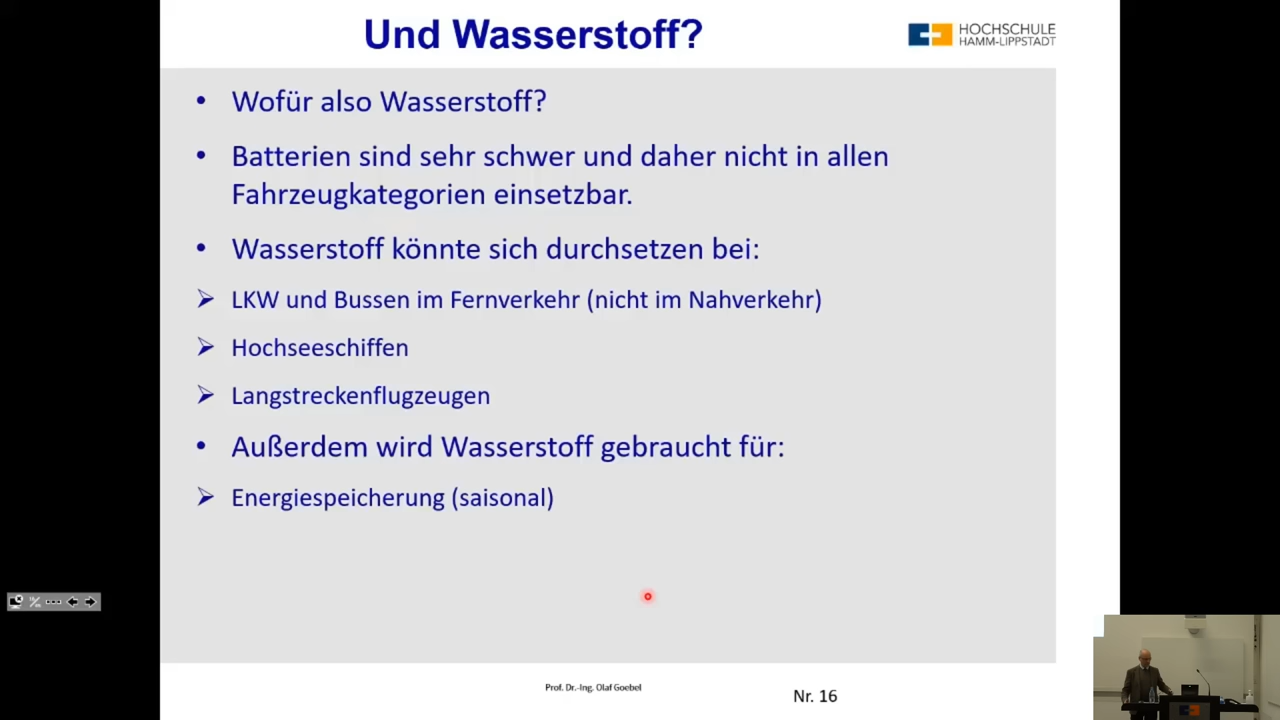 Und Wasserstoff?
HOCHSCHULE
HAMM-LIPPSTADT
• Wofür also Wasserstoff?
• Batterien sind sehr schwer und daher nicht in allen
Fahrzeugkategorien einsetzbar.
• Wasserstoff könnte sich durchsetzen bei:
➢ LKW und Bussen im Fernverkehr (nicht im Nahverkehr)
➢ Hochseeschiffen
➢ Langstreckenflugzeugen
• Außerdem wird Wasserstoff gebraucht für:
➢ Energiespeicherung (saisonal)
Prof. Dr.-Ing. Olaf Goebel
Nr. 16